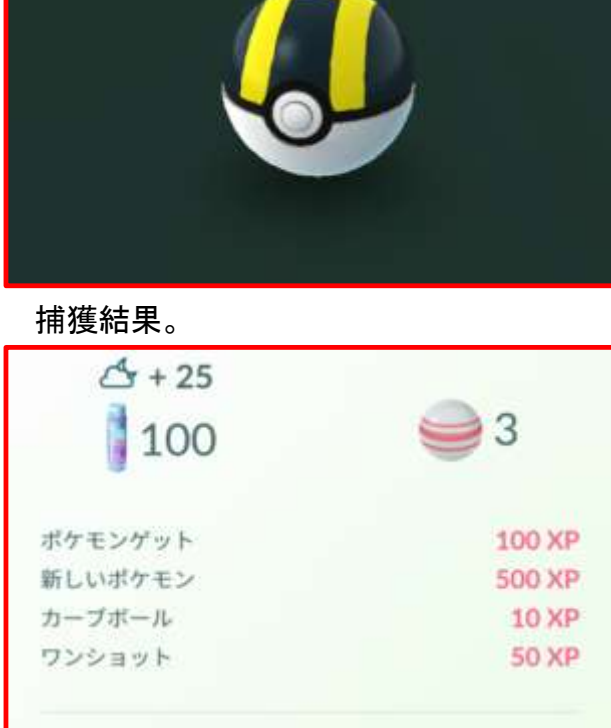 捕獲結果。
+ 25
100
3
ポケモンゲット 100 XP
新しいポケモン 500 XP
カーブボール 10 XP
ワンショット 50 XP